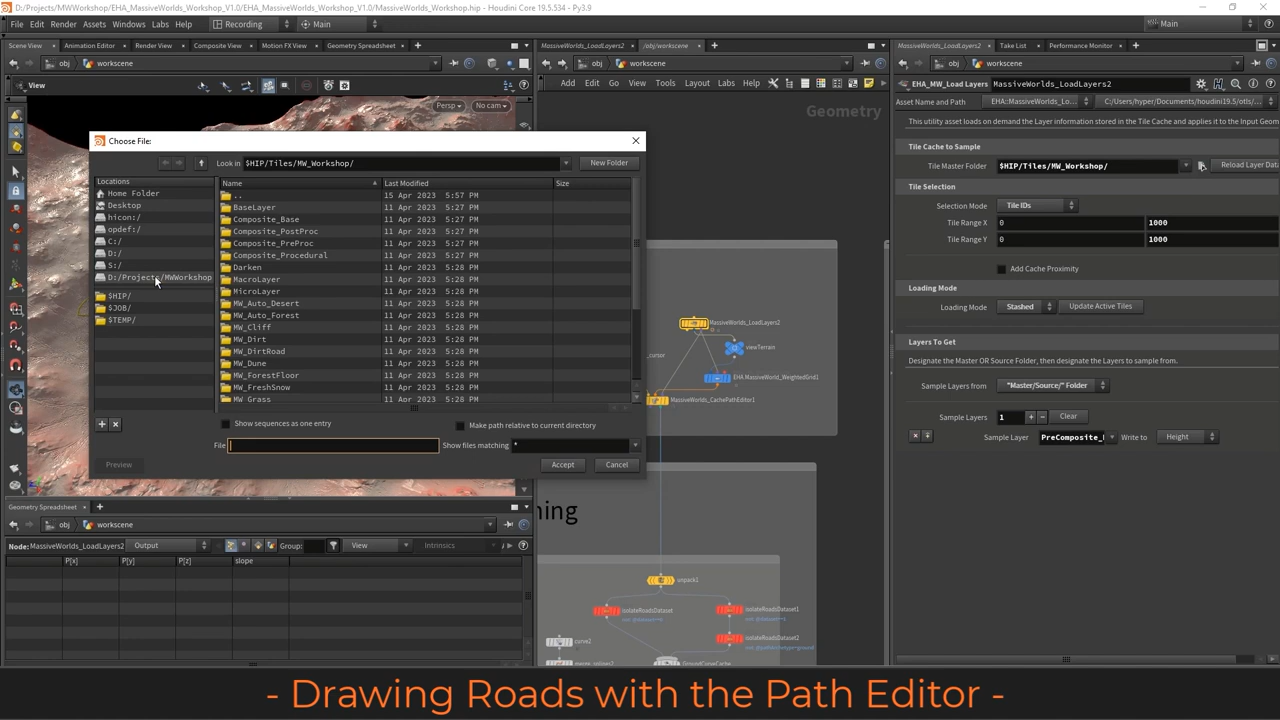 D:/Projects/MWWorkshop/EHA_MassiveWorlds_Workshop_V1.0/EHA_MassiveWorlds_Workshop_V1.0/MassiveWorlds_Workshop.hip - Houdini Core 19.5.534 - Py3.9
File Edit Render Assets Windows Labs Help Recording Main Main
Scene View Animation Editor Render View Composite View Motion FX View Geometry Spreadsheet
MassiveWorlds_LoadLayers2 /obj/workscene
MassiveWorlds_LoadLayers2 Take List Performance Monitor
obj workscene
obj workscene
obj workscene
View
Persp No cam
Add Edit Go View Tools Layout Labs Help
Geometry
EHA_MW_Load Layers MassiveWorlds_LoadLayers2
Asset Name and Path EHA::MassiveWorlds_Lo... C:/Users/hyper/Documents/houdini19.5/otls/...
This utility asset loads on demand the Layer information stored in the Tile Cache and applies it to the Input Geom
Tile Cache to Sample
Tile Master Folder $HIP/Tiles/MW_Workshop/ Reload Layer Data
Tile Selection
Selection Mode Tile IDs
Tile Range X 0 1000
Tile Range Y 0 1000
Add Cache Proximity
Loading Mode
Loading Mode Stashed Update Active Tiles
Layers To Get
Designate the Master OR Source Folder, then designate the Layers to sample from.
Sample Layers from "Master/Source/" Folder
Sample Layers 1 Clear
Sample Layer PreComposite_ Write to Height
Choose File:
Look in $HIP/Tiles/MW_Workshop/ New Folder
Locations
Home Folder
Desktop
hicon:/
opdef:/
C:/
D:/
S:/
D:/Projects/MWWorkshop
$HIP/
$JOB/
$TEMP/
Name Last Modified Size
.. 15 Apr 2023 5:57 PM
BaseLayer 11 Apr 2023 5:27 PM
Composite_Base 11 Apr 2023 5:27 PM
Composite_PostProc 11 Apr 2023 5:27 PM
Composite_PreProc 11 Apr 2023 5:27 PM
Composite_Procedural 11 Apr 2023 5:27 PM
Darken 11 Apr 2023 5:28 PM
MacroLayer 11 Apr 2023 5:28 PM
MicroLayer 11 Apr 2023 5:28 PM
MW_Auto_Desert 11 Apr 2023 5:28 PM
MW_Auto_Forest 11 Apr 2023 5:28 PM
MW_Cliff 11 Apr 2023 5:28 PM
MW_Dirt 11 Apr 2023 5:28 PM
MW_DirtRoad 11 Apr 2023 5:28 PM
MW_Dune 11 Apr 2023 5:28 PM
MW_ForestFloor 11 Apr 2023 5:28 PM
MW_FreshSnow 11 Apr 2023 5:28 PM
MW_Grass 11 Apr 2023 5:28 PM
Show sequences as one entry Make path relative to current directory
File Show files matching *
Preview Accept Cancel
MassiveWorlds_LoadLayers2
viewTerrain
cursor
EHA MassiveWorld_WeightedGrid1
MassiveWorlds_CachePathEditor1
ning
unpack1
isolateRoadsDataset isolateRoadsDataset1
curve2 isolateRoadsDataset2
GroundCurveCache
Geometry Spreadsheet
obj workscene
Node: MassiveWorlds_LoadLayers2 Output Group: View Intrinsics
P[x] P[y] P[z] slope
- Drawing Roads with the Path Editor -